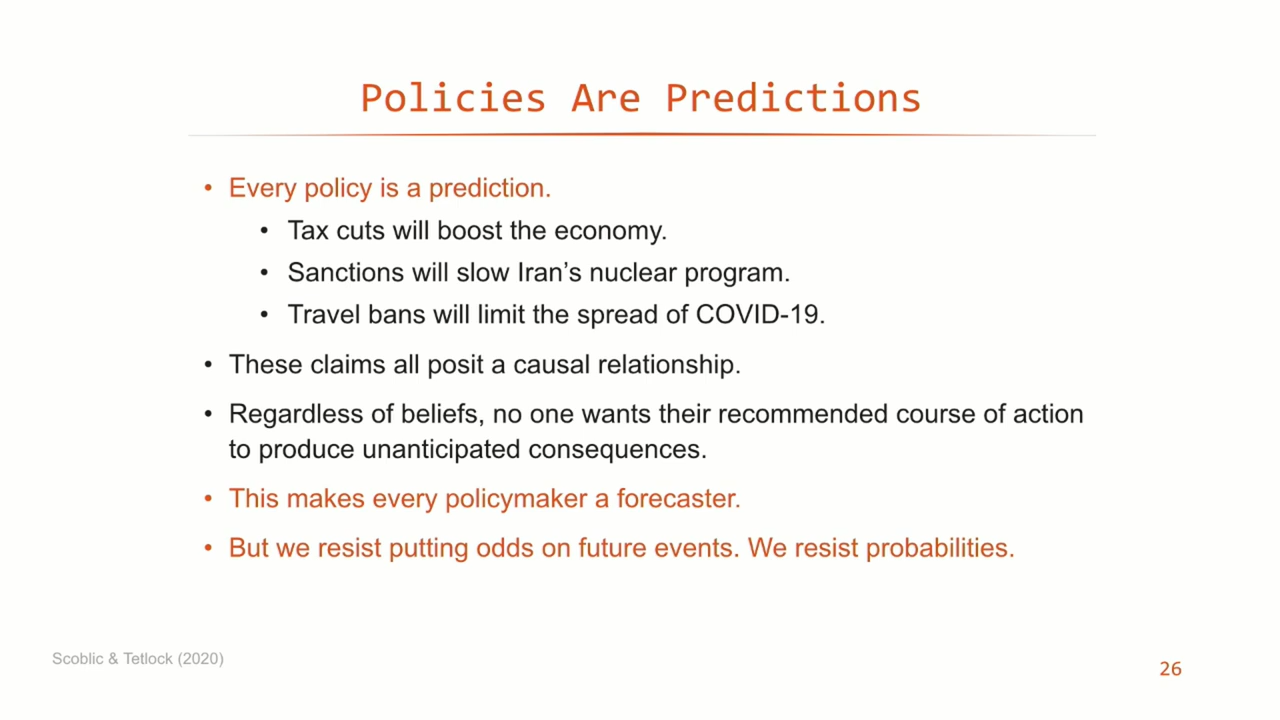 Policies Are Predictions
• Every policy is a prediction.
• Tax cuts will boost the economy.
• Sanctions will slow Iran’s nuclear program.
• Travel bans will limit the spread of COVID-19.
• These claims all posit a causal relationship.
• Regardless of beliefs, no one wants their recommended course of action
to produce unanticipated consequences.
• This makes every policymaker a forecaster.
• But we resist putting odds on future events. We resist probabilities.
Scoblic & Tetlock (2020)
26